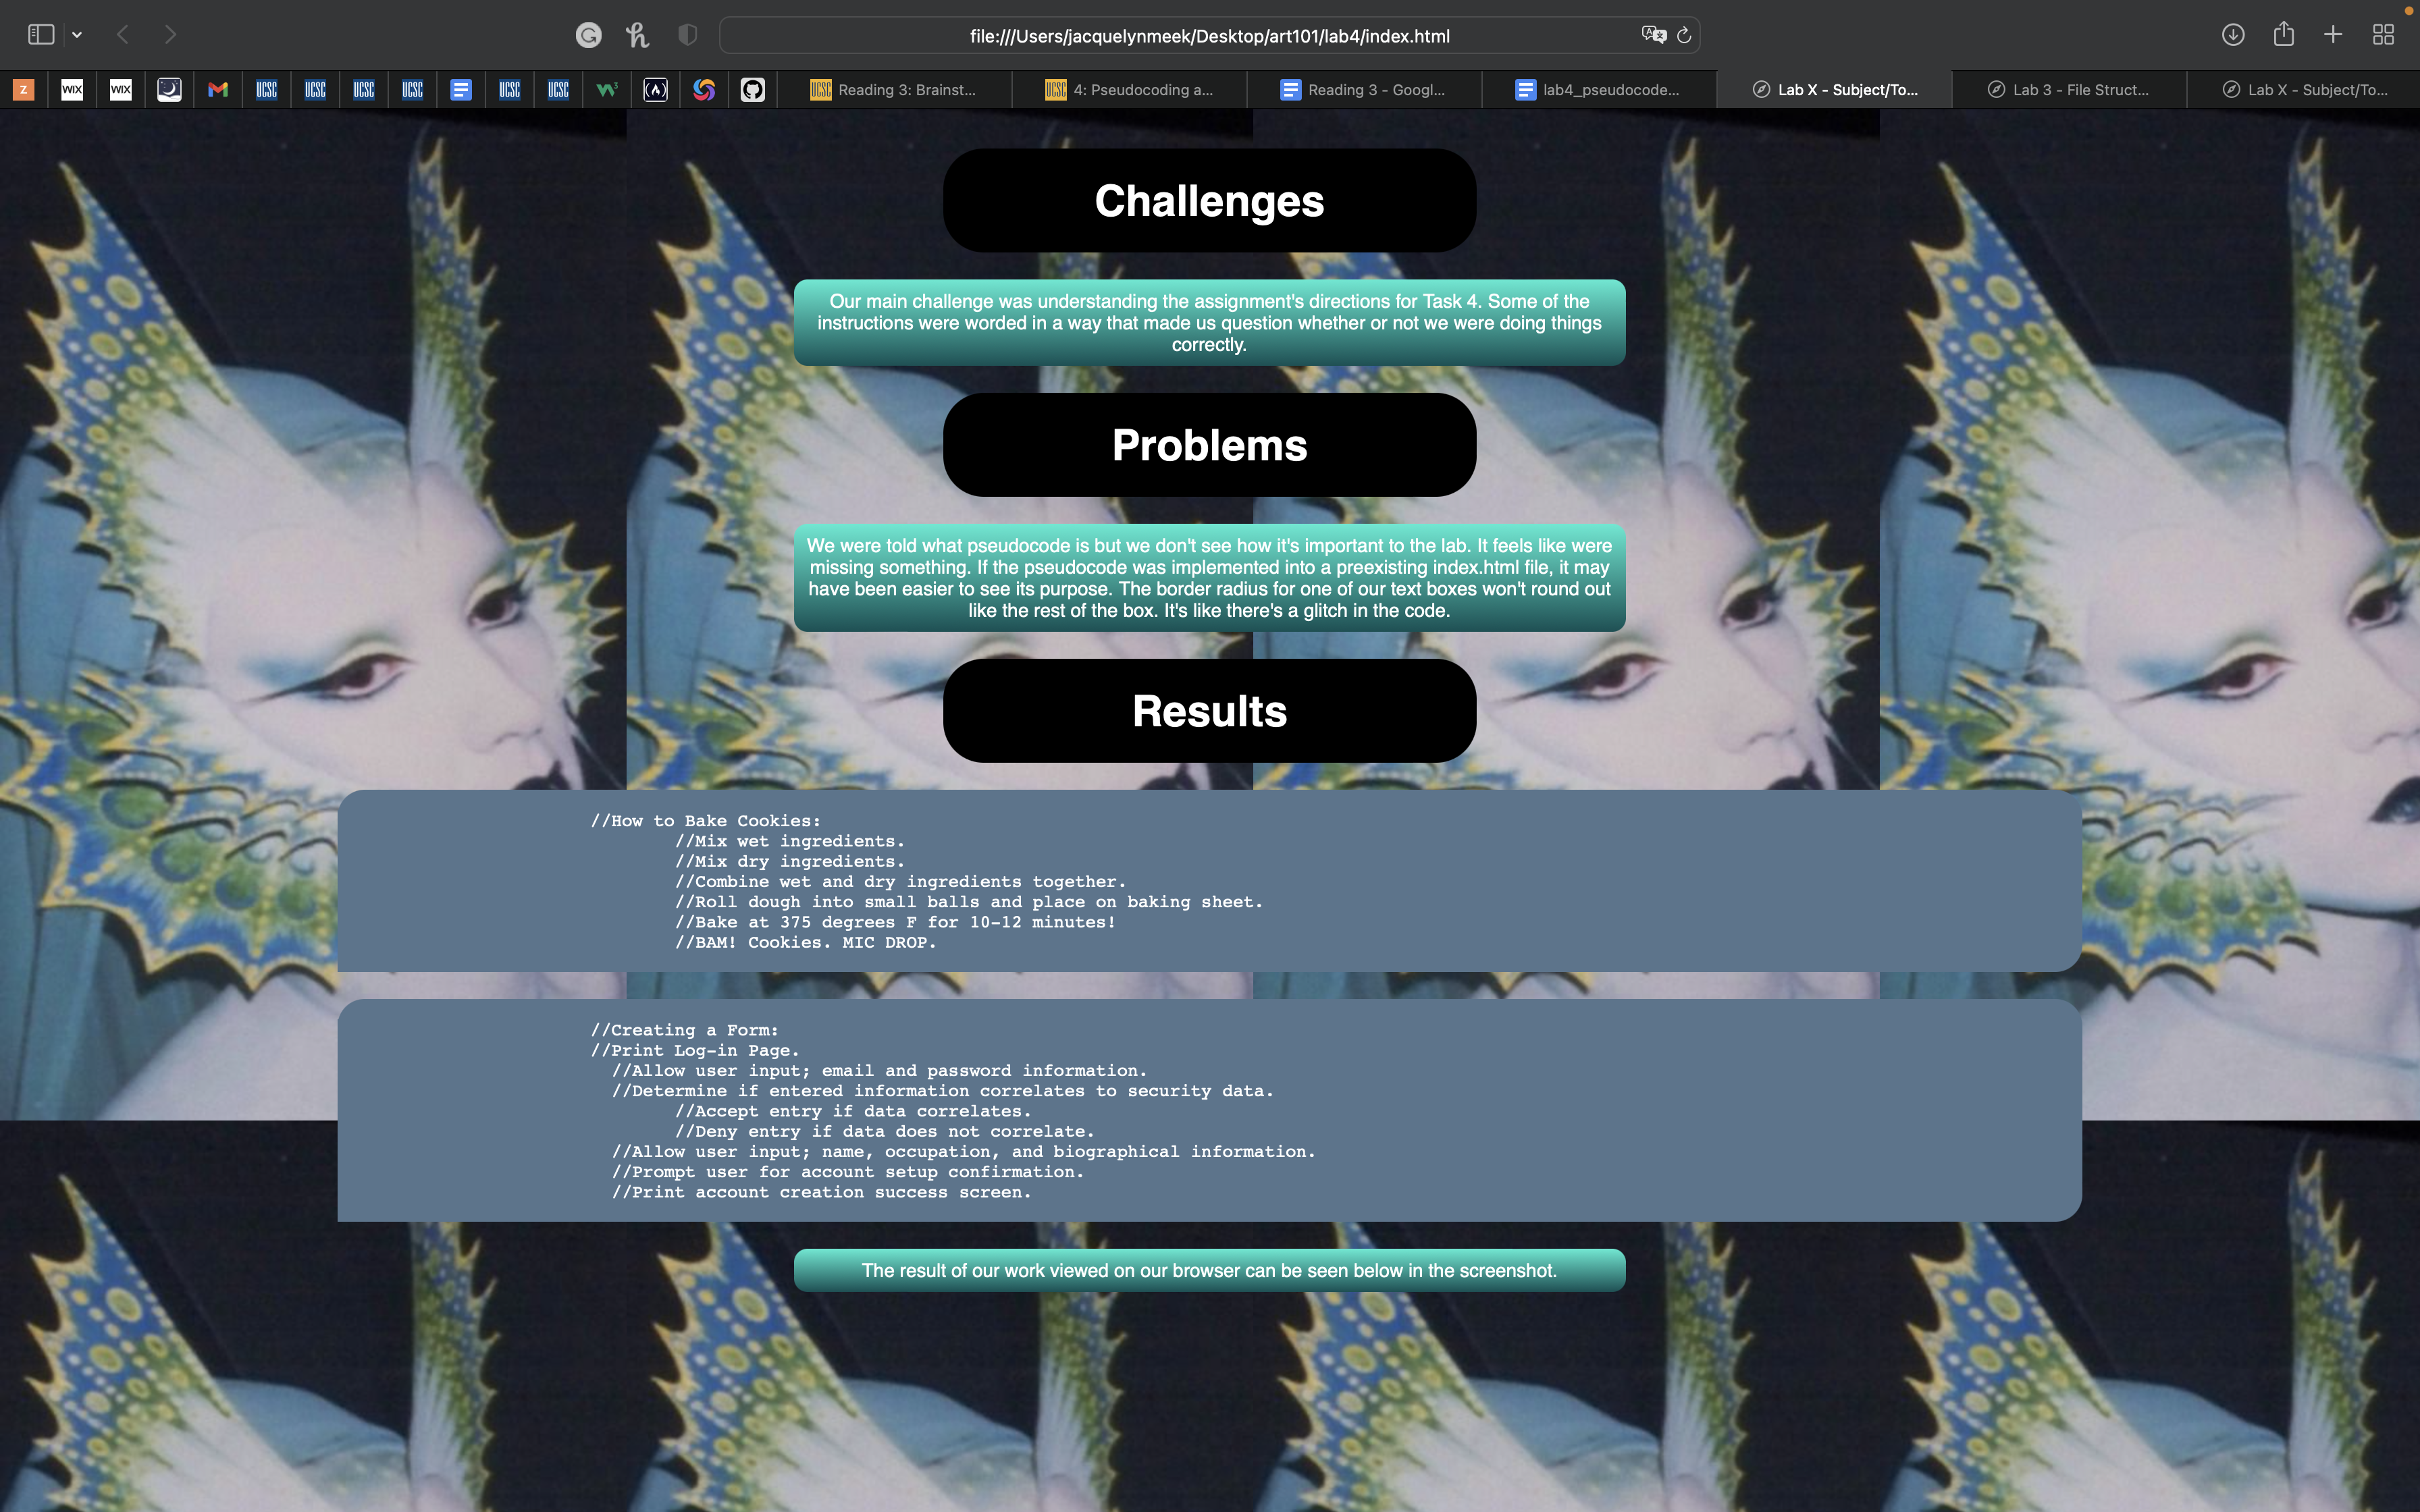 file:///Users/jacquelynmeek/Desktop/art101/lab4/index.html
Z
WIX
WIX
UCSC
UCSC
UCSC
UCSC
UCSC
UCSC
UCSC Reading 3: Brainst...
UCSC 4: Pseudocoding a...
Reading 3 - Googl...
lab4_pseudocode...
Lab X - Subject/To...
Lab 3 - File Struct...
Lab X - Subject/To...
Challenges
Our main challenge was understanding the assignment's directions for Task 4. Some of the
instructions were worded in a way that made us question whether or not we were doing things
correctly.
Problems
We were told what pseudocode is but we don't see how it's important to the lab. It feels like were
missing something. If the pseudocode was implemented into a preexisting index.html file, it may
have been easier to see its purpose. The border radius for one of our text boxes won't round out
like the rest of the box. It's like there's a glitch in the code.
Results
//How to Bake Cookies:
//Mix wet ingredients.
//Mix dry ingredients.
//Combine wet and dry ingredients together.
//Roll dough into small balls and place on baking sheet.
//Bake at 375 degrees F for 10-12 minutes!
//BAM! Cookies. MIC DROP.
//Creating a Form:
//Print Log-in Page.
//Allow user input; email and password information.
//Determine if entered information correlates to security data.
//Accept entry if data correlates.
//Deny entry if data does not correlate.
//Allow user input; name, occupation, and biographical information.
//Prompt user for account setup confirmation.
//Print account creation success screen.
The result of our work viewed on our browser can be seen below in the screenshot.